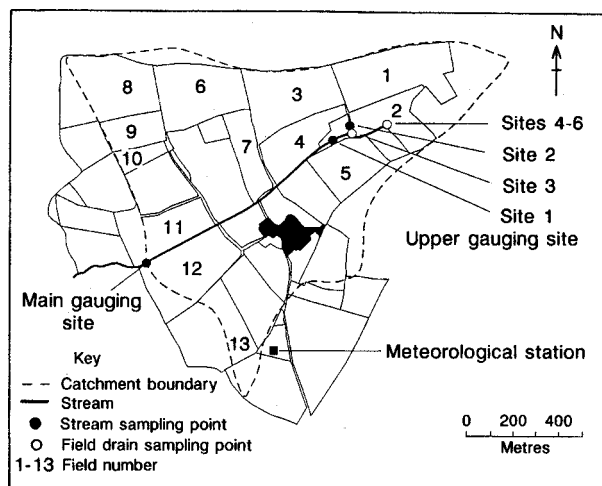 N
8
6
3
1
2
9
10
7
4
5
11
12
13
Sites 4-6
Site 2
Site 3
Site 1
Upper gauging site
Main gauging
site
Meteorological station
Key
Catchment boundary
Stream
Stream sampling point
Field drain sampling point
1-13 Field number
0 200 400
Metres